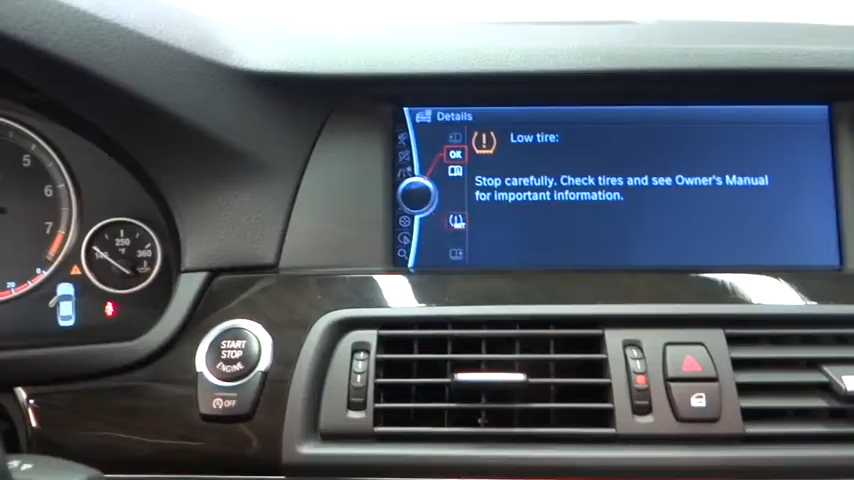 Details
Low tire:
OK
Stop carefully. Check tires and see Owner's Manual
for important information.
5
6
7
250
°F
360
START
STOP
ENGINE
OFF